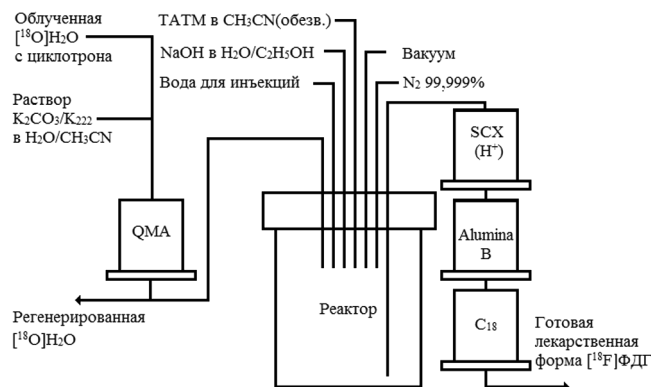 Облученная
[¹⁸O]H2O
с циклотрона
Раствор
K2CO3/K222
в H2O/CH3CN
QMA
Регенерированная
[¹⁸O]H2O
ТАТМ в CH3CN(обезв.)
NaOH в H2O/C2H5OH
Вода для инъекций
Вакуум
N2 99,999%
Реактор
SCX
(H⁺)
Alumina
B
C18
Готовая
лекарственная
форма [¹⁸F]ФДГ